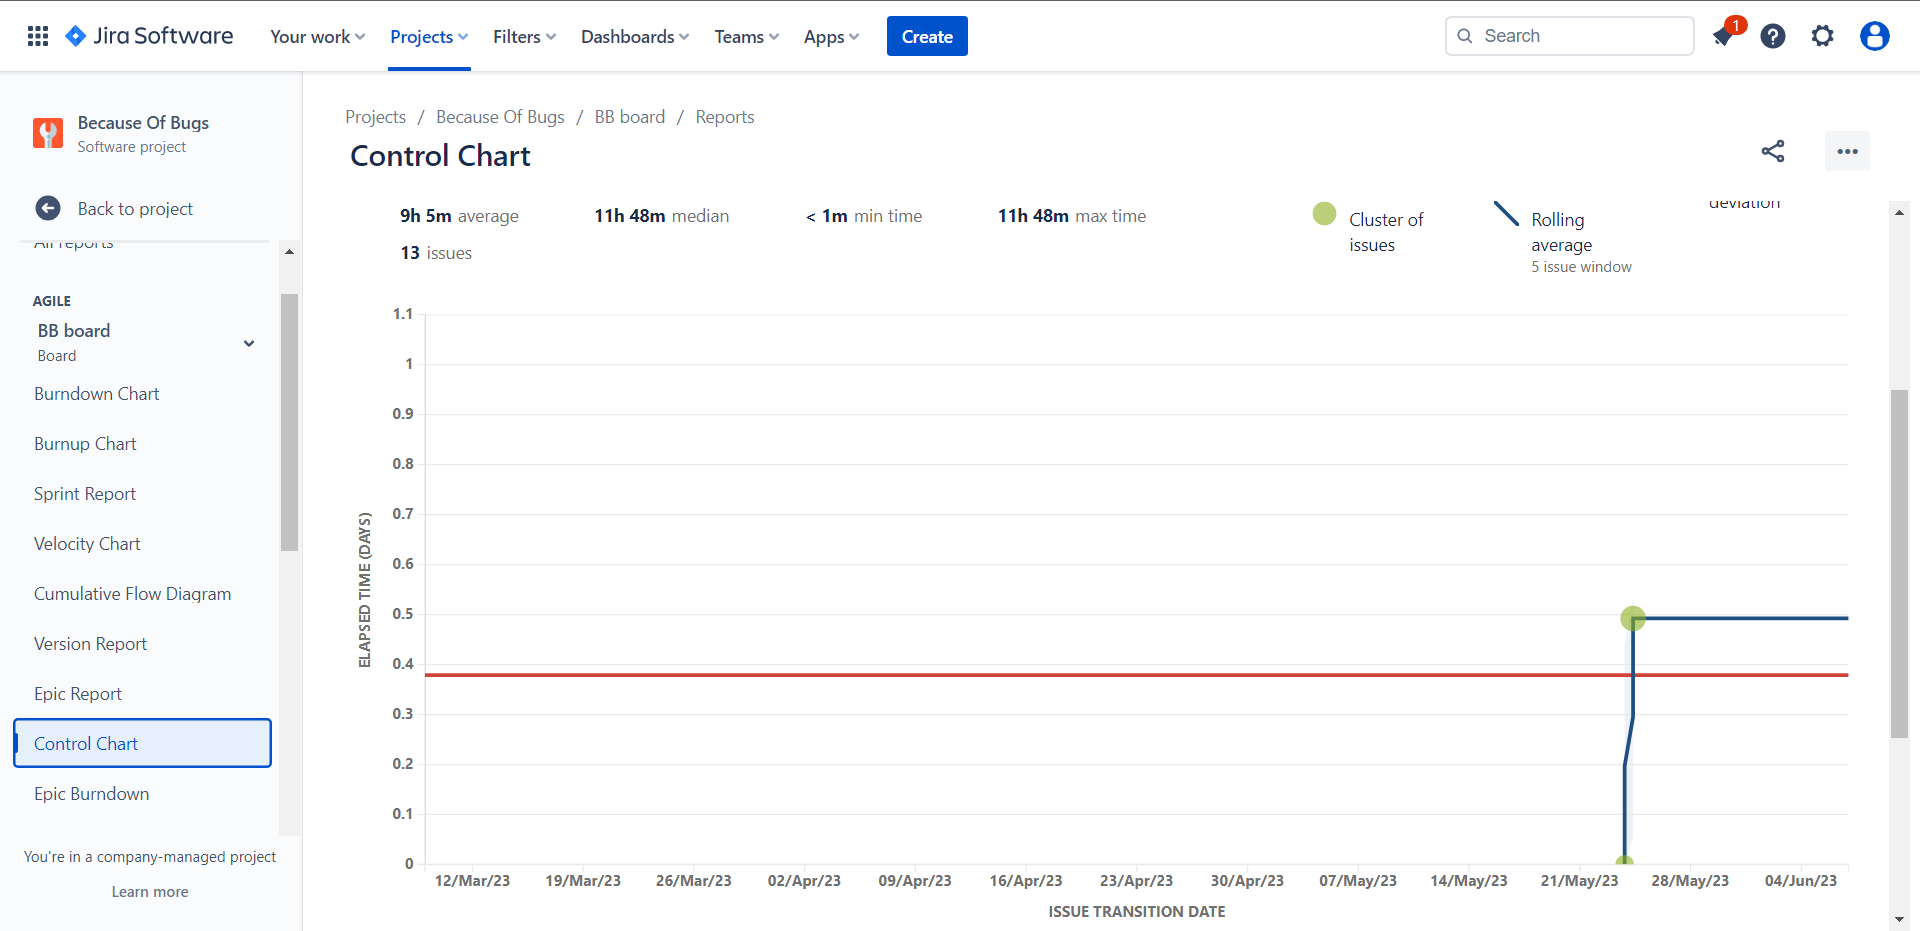 Jira Software
Your work
Projects
Filters
Dashboards
Teams
Apps
Create
Search
1
Because Of Bugs
Software project
Back to project
All reports
AGILE
BB board
Board
Burndown Chart
Burnup Chart
Sprint Report
Velocity Chart
Cumulative Flow Diagram
Version Report
Epic Report
Control Chart
Epic Burndown
You're in a company-managed project
Learn more
Projects / Because Of Bugs / BB board / Reports
Control Chart
9h 5m average
11h 48m median
< 1m min time
11h 48m max time
13 issues
Cluster of
issues
Rolling
average
5 issue window
deviation
1.1
1
0.9
0.8
0.7
0.6
0.5
0.4
0.3
0.2
0.1
0
ELAPSED TIME (DAYS)
12/Mar/23
19/Mar/23
26/Mar/23
02/Apr/23
09/Apr/23
16/Apr/23
23/Apr/23
30/Apr/23
07/May/23
14/May/23
21/May/23
28/May/23
04/Jun/23
ISSUE TRANSITION DATE